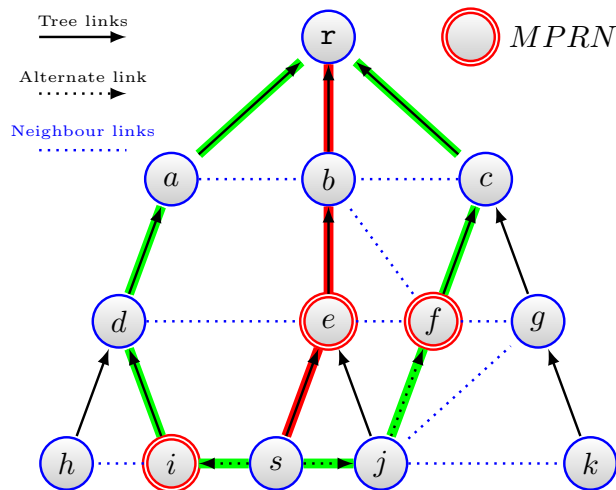 Tree links
r
MPRN
Alternate link
Neighbour links
a b c
d e f g
h i s j k